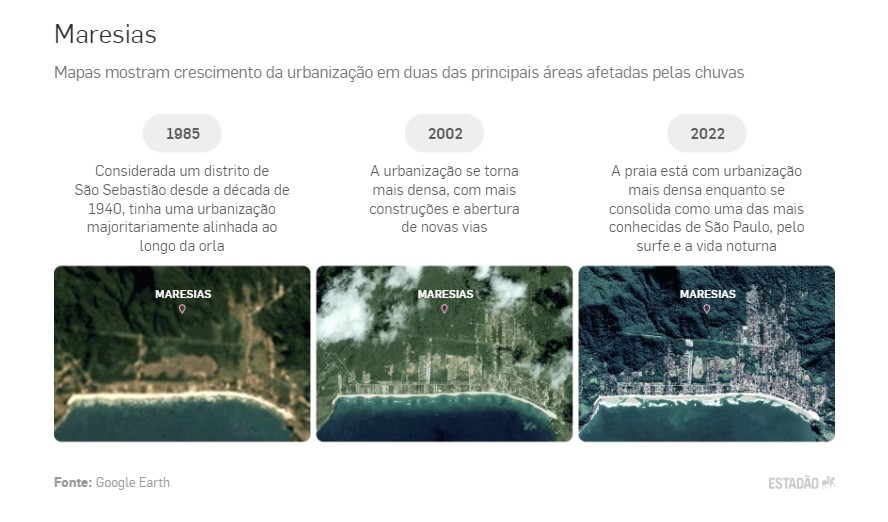 Maresias
Mapas mostram crescimento da urbanização em duas das principais áreas afetadas pelas chuvas
1985
Considerada um distrito de
São Sebastião desde a década de
1940, tinha uma urbanização
majoritariamente alinhada ao
longo da orla
2002
A urbanização se torna
mais densa, com mais
construções e abertura
de novas vias
2022
A praia está com urbanização
mais densa enquanto se
consolida como uma das mais
conhecidas de São Paulo, pelo
surfe e a vida noturna
MARESIAS
MARESIAS
MARESIAS
Fonte: Google Earth
ESTADÃO